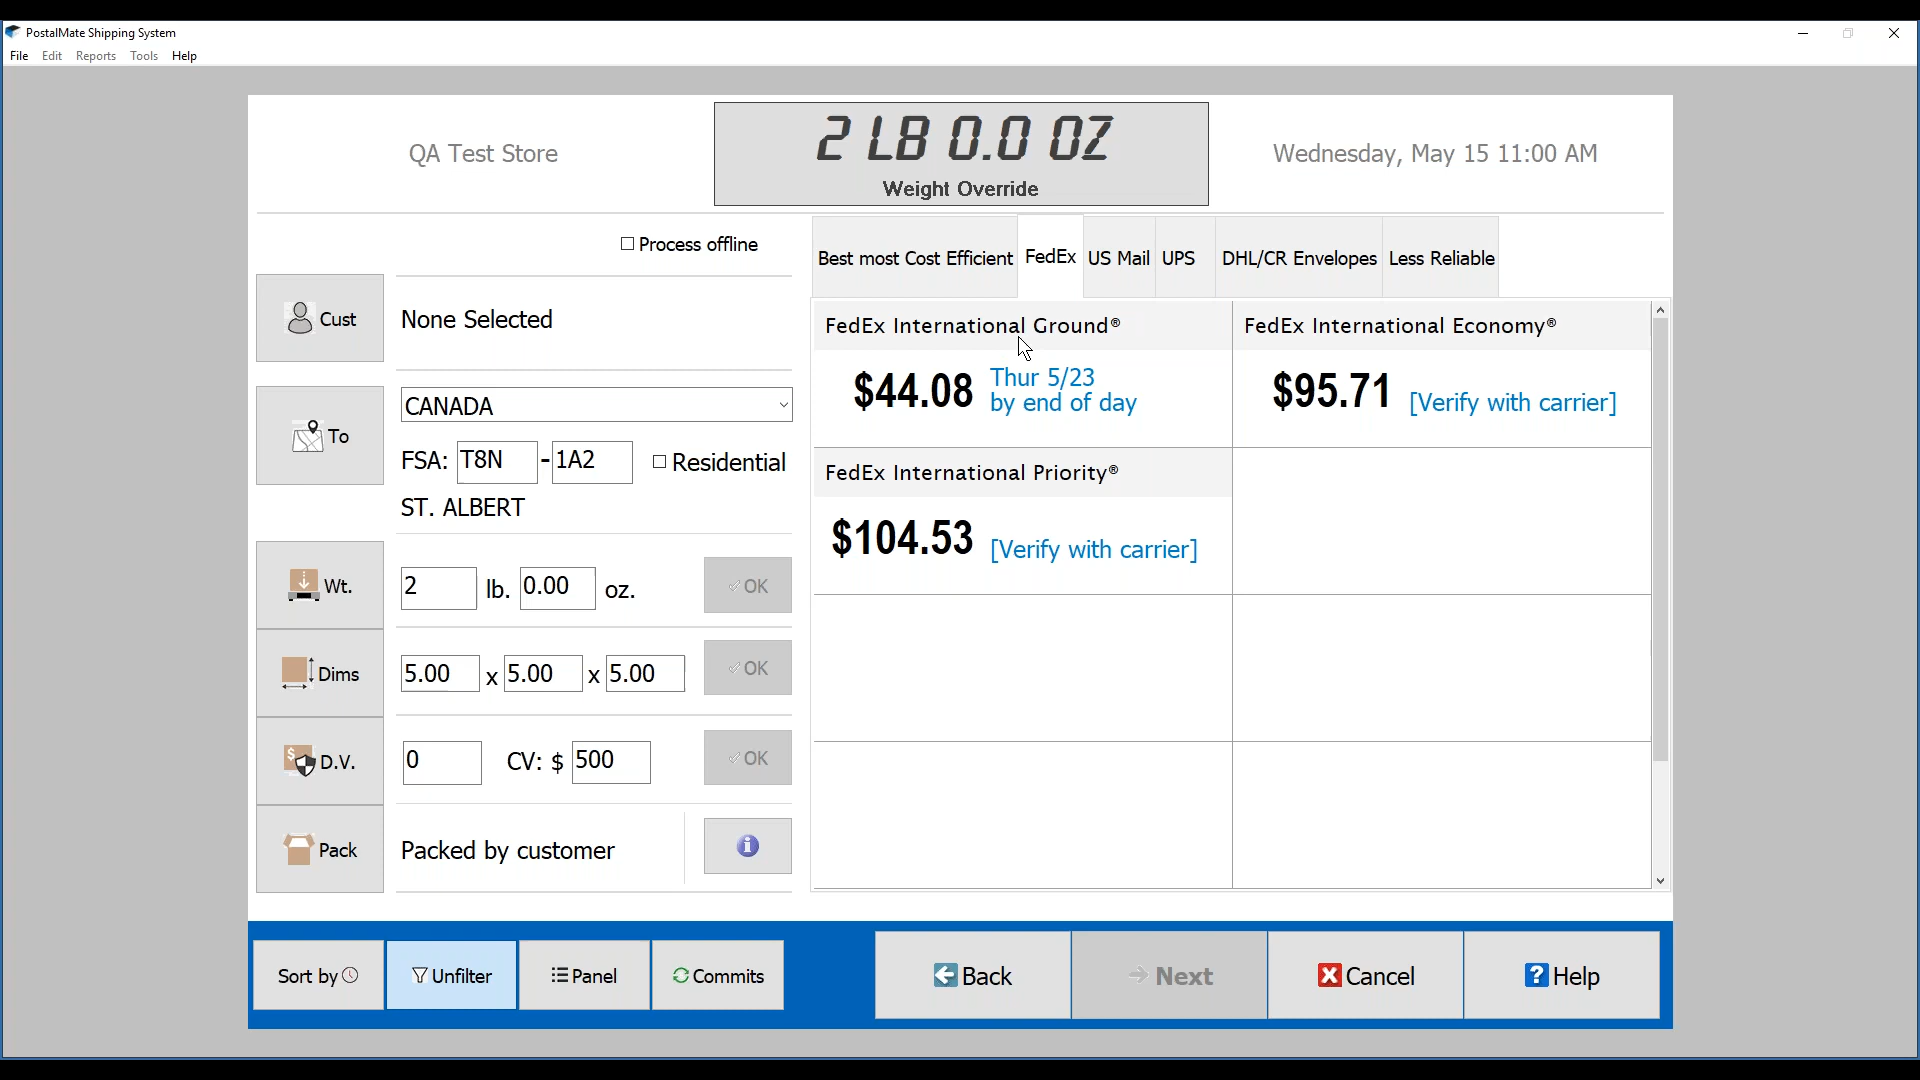 PostalMate Shipping System
File Edit Reports Tools Help
QA Test Store
2 LB 0.0 OZ
Weight Override
Wednesday, May 15 11:00 AM
Process offline
Best most Cost Efficient FedEx US Mail UPS DHL/CR Envelopes Less Reliable
Cust
None Selected
To
CANADA
FSA: T8N - 1A2 Residential
ST. ALBERT
Wt.
2 lb. 0.00 oz. OK
Dims
5.00 x 5.00 x 5.00 OK
D.V.
0 CV: $ 500 OK
Pack
Packed by customer
FedEx International Ground®
$44.08 Thur 5/23
by end of day
FedEx International Economy®
$95.71 [Verify with carrier]
FedEx International Priority®
$104.53 [Verify with carrier]
Sort by Unfilter Panel Commits Back Next Cancel Help